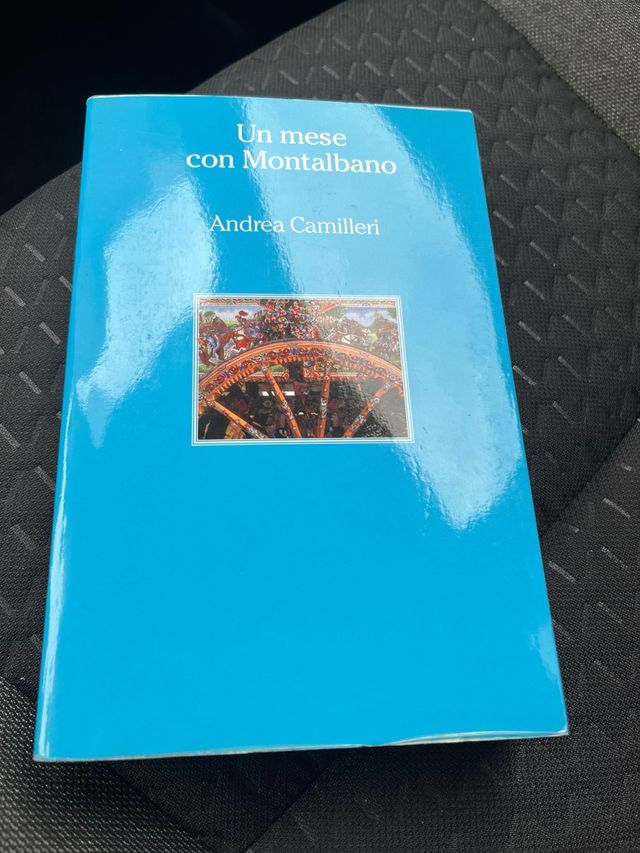 Un mese
con Montalbano
Andrea Camilleri